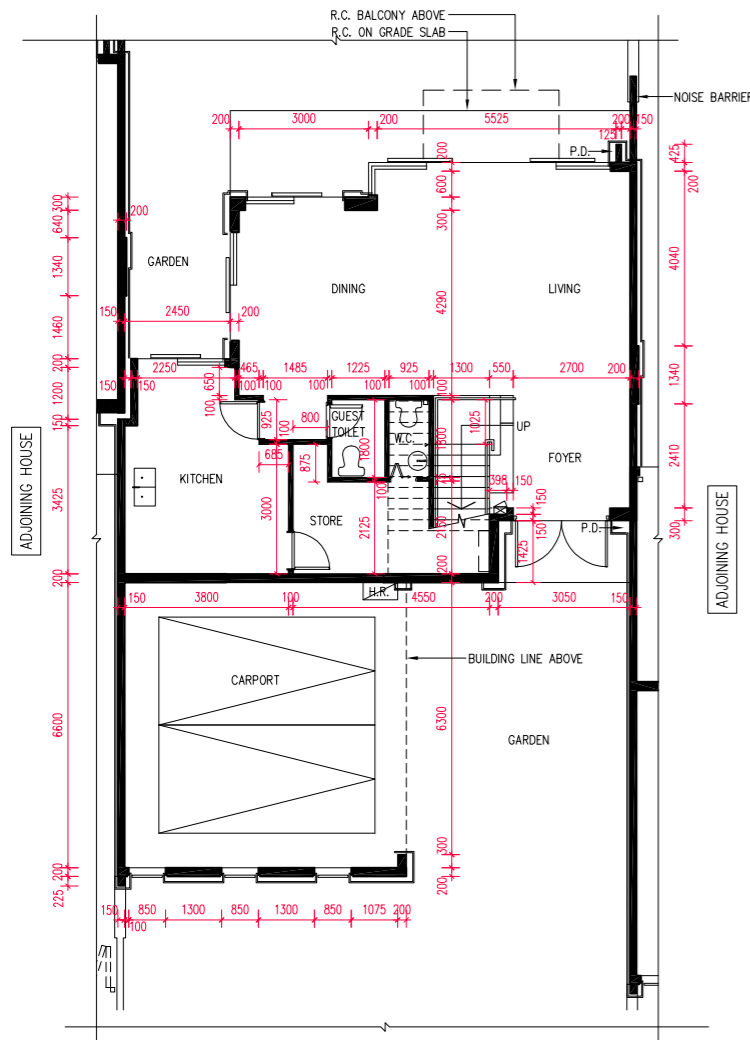 R.C. BALCONY ABOVE
R.C. ON GRADE SLAB
NOISE BARRIER
200 3000 200 5525 200 150
125
P.D.
200
425
200
600
300
300
640
200
1340
GARDEN
DINING
LIVING
4290
4040
150 2450 200
1460
200
150 150 2250 465 1485 1225 925 1300 550 2700 200
100 100 100 100 100
650
100
1200
150
1340
100
925
100
800
GUEST
TOILET
1800
W.C.
1800
1025
UP
FOYER
2410
ADJOINING HOUSE
ADJOINING HOUSE
KITCHEN
685
875
3425
3000
STORE
100
75
398 150
150
2125
2150
150
P.D.
300
1425
200
200
H.R.
150 3800 100 4550 200 3050 150
CARPORT
BUILDING LINE ABOVE
6600
6300
GARDEN
300
200
200
225
150 850 1300 850 1300 850 1075 200
100